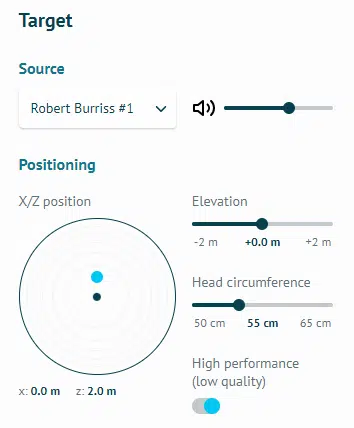 Target
Source
Robert Burriss #1
Positioning
X/Z position
x: 0.0 m z: 2.0 m
Elevation
-2 m +0.0 m +2 m
Head circumference
50 cm 55 cm 65 cm
High performance
(low quality)